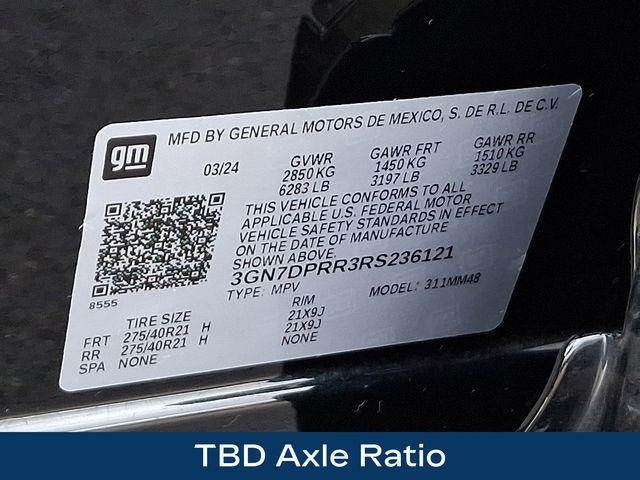 gm
MFD BY GENERAL MOTORS DE MEXICO, S. DE R.L. DE C.V.
03/24 GVWR GAWR FRT GAWR RR
2850 KG 1450 KG 1510 KG
6283 LB 3197 LB 3329 LB
THIS VEHICLE CONFORMS TO ALL
APPLICABLE U.S. FEDERAL MOTOR
VEHICLE SAFETY STANDARDS IN EFFECT
ON THE DATE OF MANUFACTURE
SHOWN ABOVE.
3GN7DPRR3RS236121
8555
TYPE: MPV MODEL: 311MM48
TIRE SIZE RIM
FRT 275/40R21 H 21X9J
RR 275/40R21 H 21X9J
SPA NONE NONE
TBD Axle Ratio